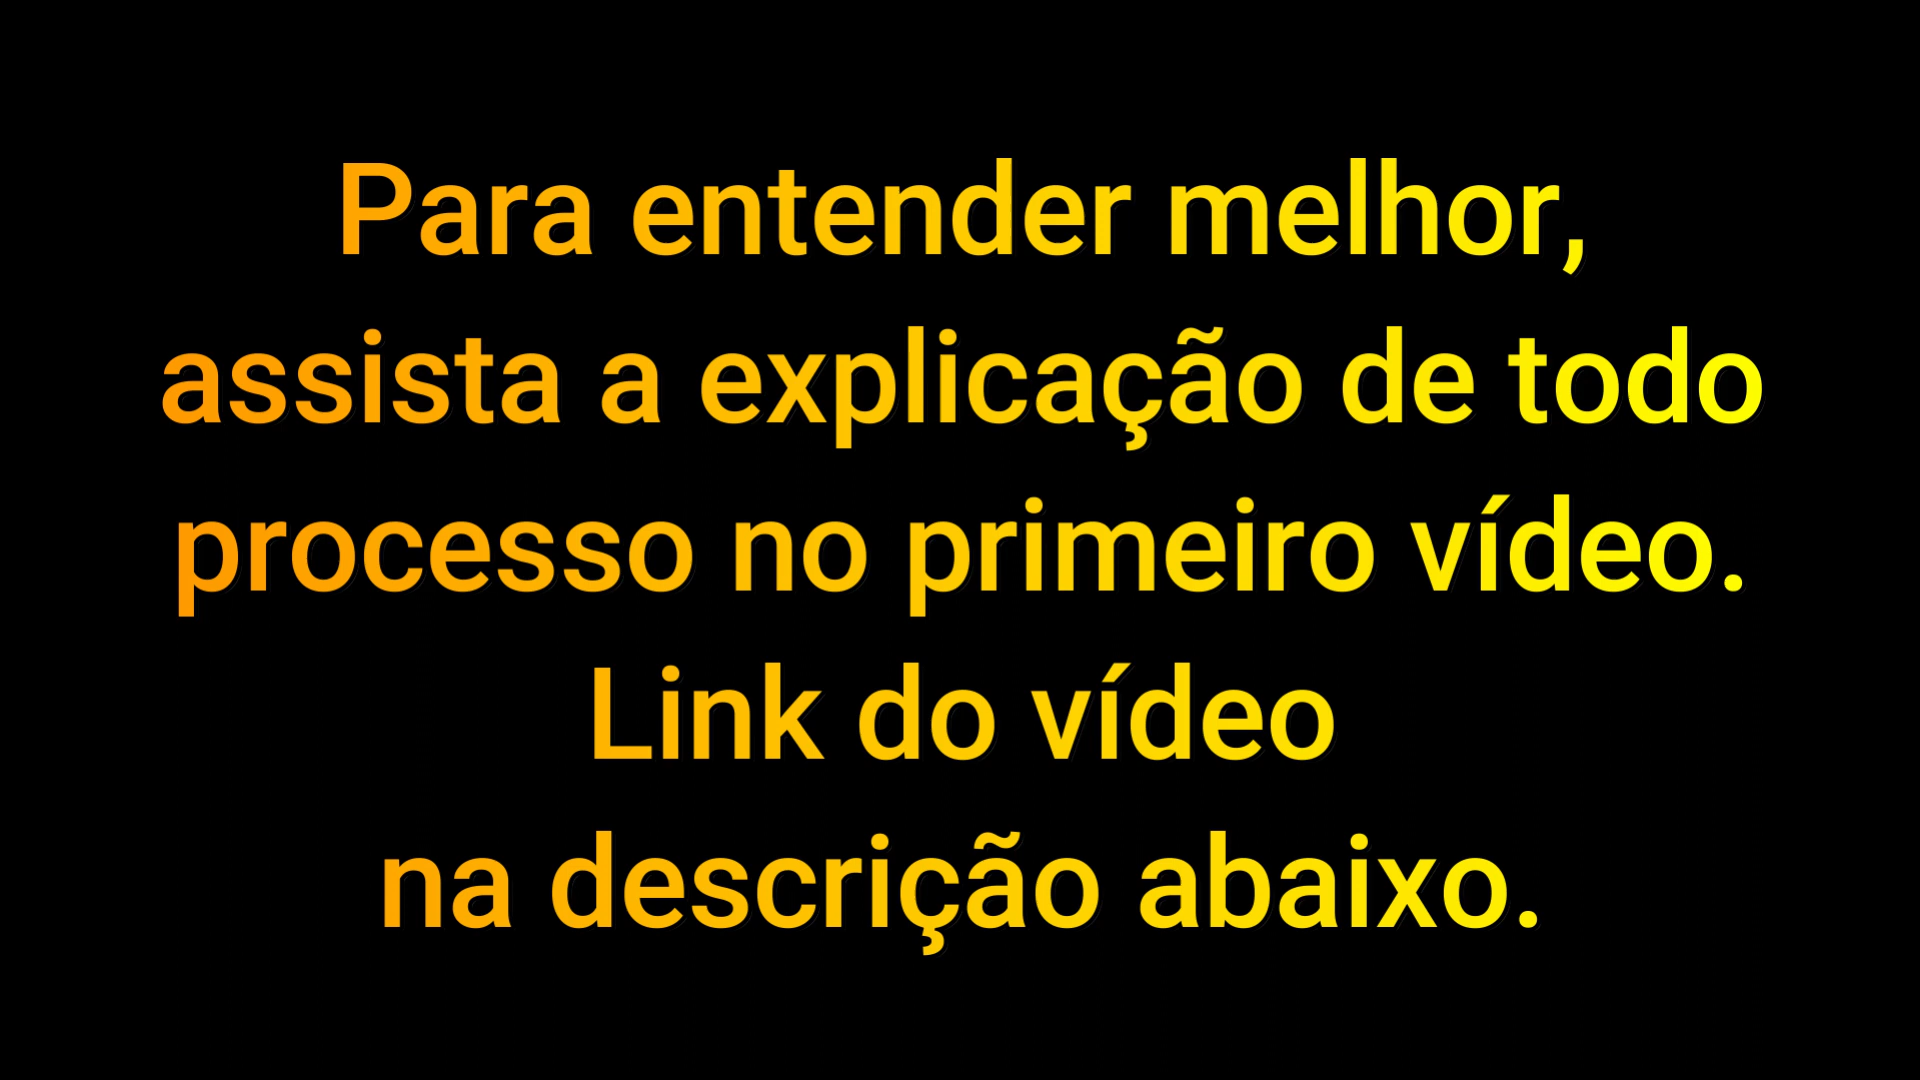 Para entender melhor,
assista a explicação de todo
processo no primeiro vídeo.
Link do vídeo
na descrição abaixo.